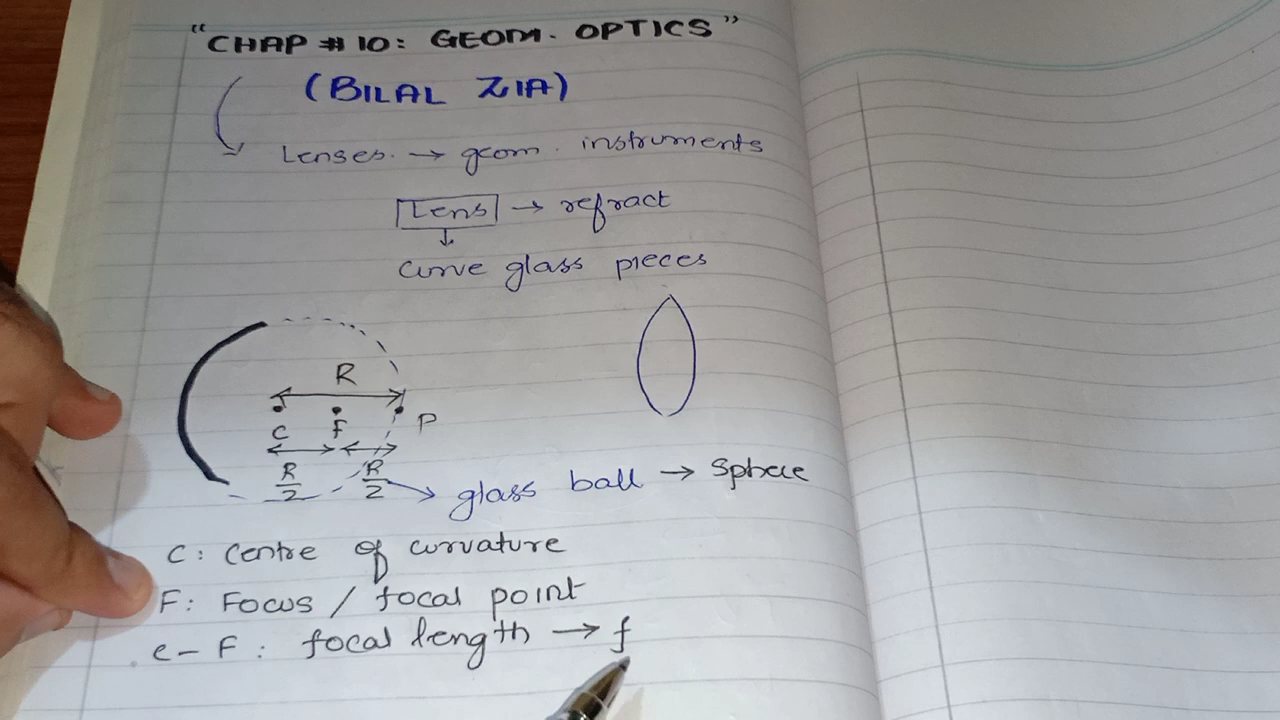 "CHAP # 10: GEOM. OPTICS"
(BILAL ZIA)
Lenses. → geom. instruments
Lens → refract
↓
curve glass pieces
R
C F P
R/2 R/2
glass ball → Sphere
C: Centre of curvature
F: Focus / focal point
C - F: focal length → f